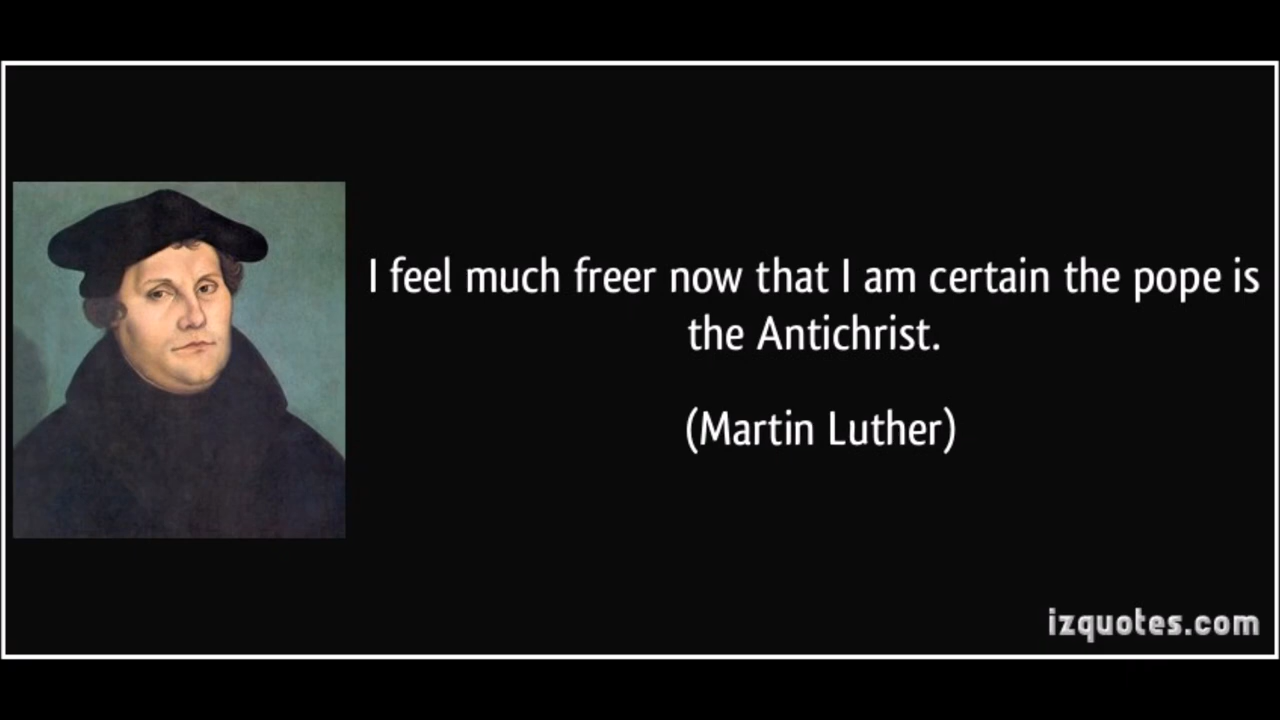 I feel much freer now that I am certain the pope is
the Antichrist.
(Martin Luther)
izquotes.com